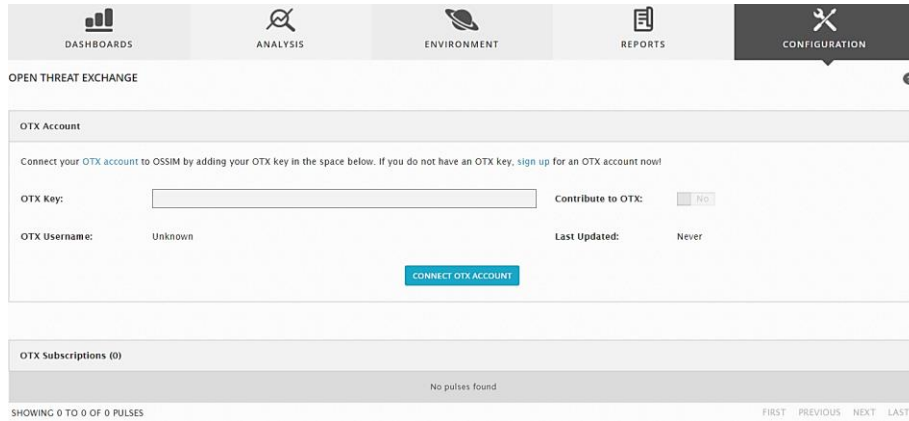 DASHBOARDS ANALYSIS ENVIRONMENT REPORTS CONFIGURATION
OPEN THREAT EXCHANGE
OTX Account
Connect your OTX account to OSSIM by adding your OTX key in the space below. If you do not have an OTX key, sign up for an OTX account now!
OTX Key: Contribute to OTX: No
OTX Username: Unknown Last Updated: Never
CONNECT OTX ACCOUNT
OTX Subscriptions (0)
No pulses found
SHOWING 0 TO 0 OF 0 PULSES FIRST PREVIOUS NEXT LAST